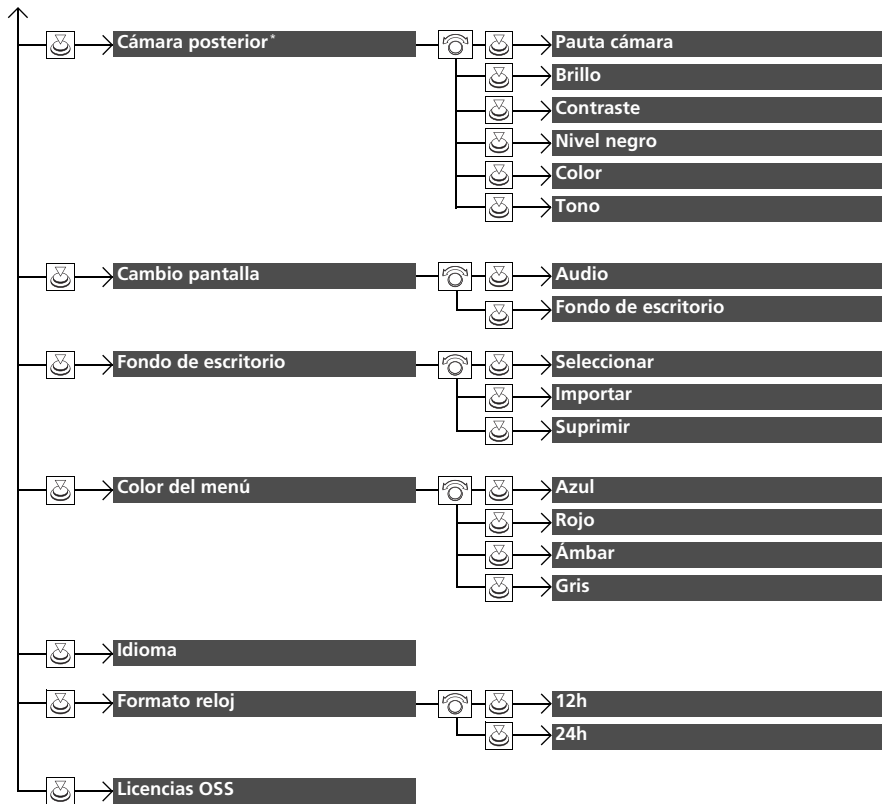 Cámara posterior*
Pauta cámara
Brillo
Contraste
Nivel negro
Color
Tono
Cambio pantalla
Audio
Fondo de escritorio
Fondo de escritorio
Seleccionar
Importar
Suprimir
Color del menú
Azul
Rojo
Ámbar
Gris
Idioma
Formato reloj
12h
24h
Licencias OSS